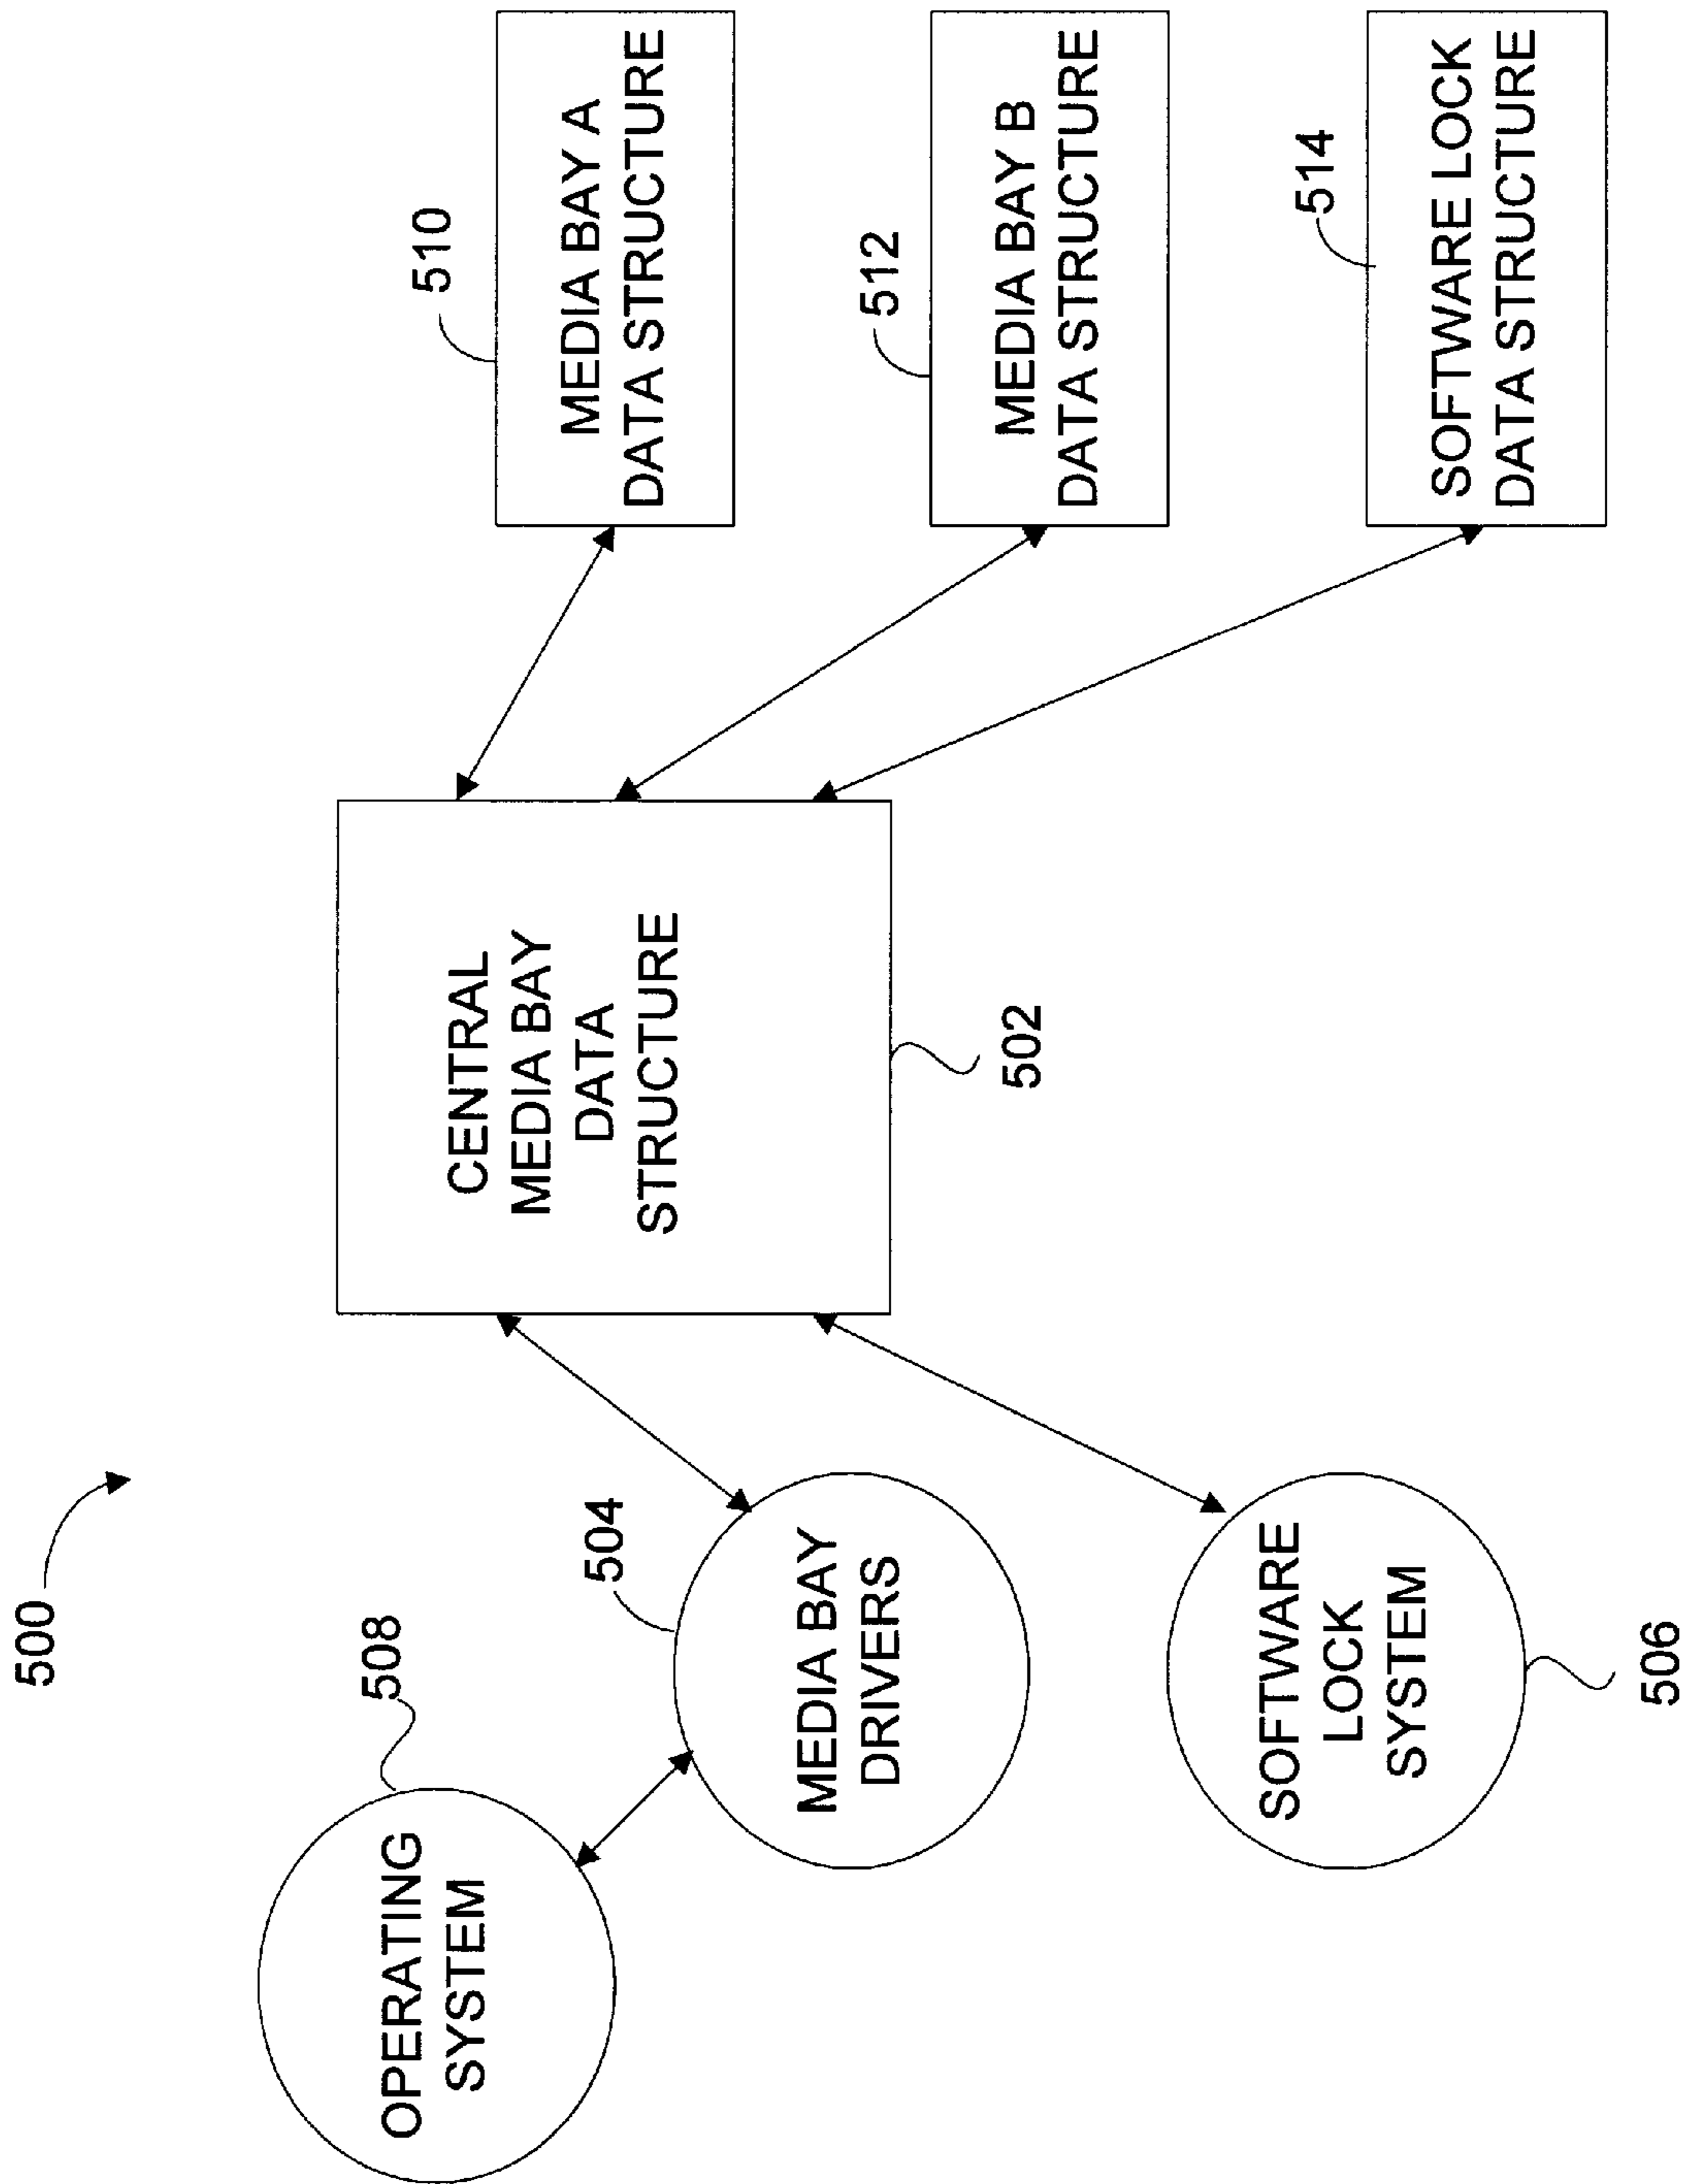 500
508
OPERATING
SYSTEM
504
MEDIA BAY
DRIVERS
SOFTWARE
LOCK
SYSTEM
506
CENTRAL
MEDIA BAY
DATA
STRUCTURE
502
510
MEDIA BAY A
DATA STRUCTURE
512
MEDIA BAY B
DATA STRUCTURE
514
SOFTWARE LOCK
DATA STRUCTURE